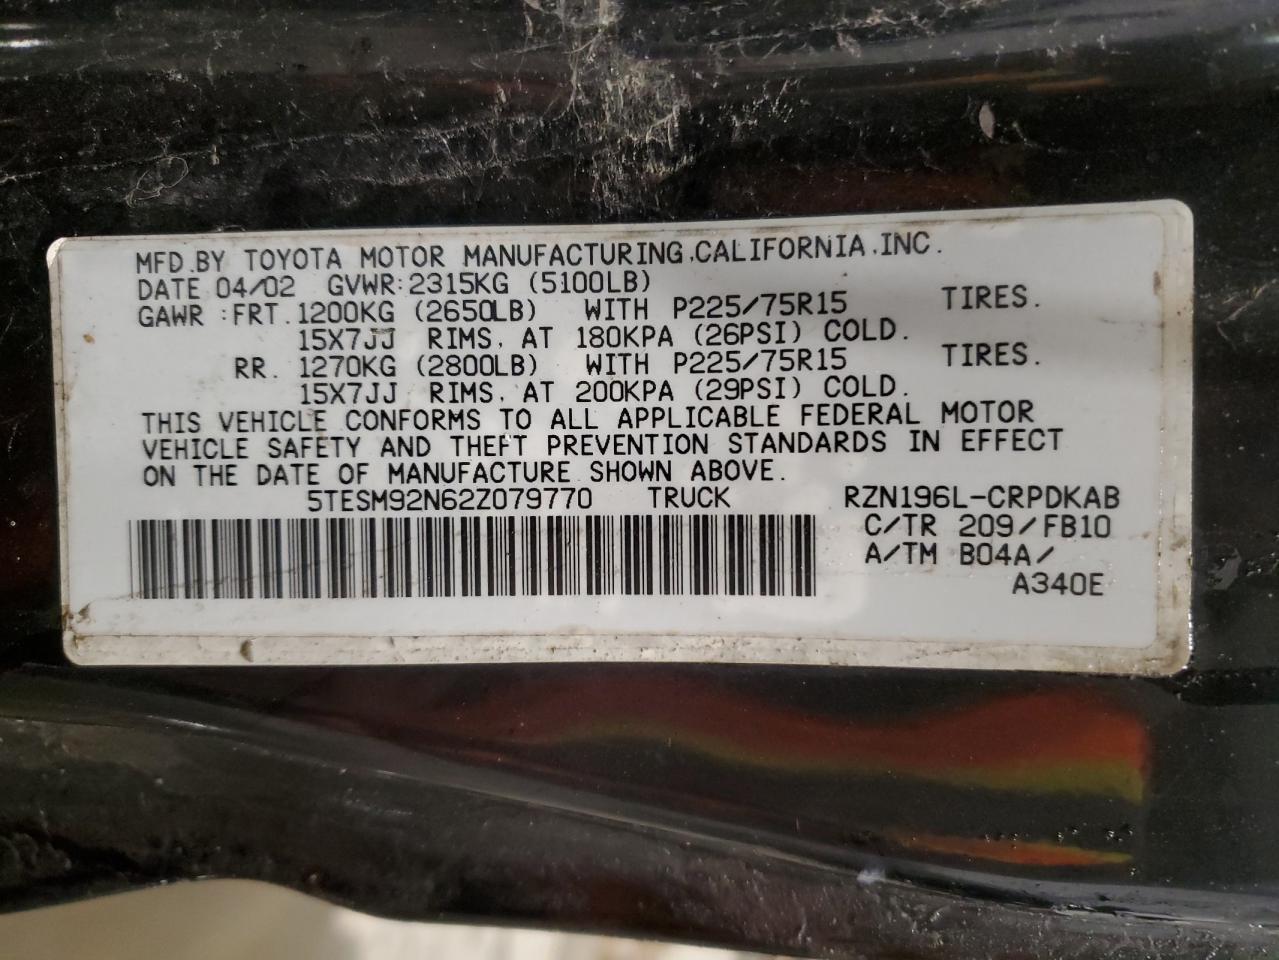 MFD.BY TOYOTA MOTOR MANUFACTURING,CALIFORNIA,INC.
DATE 04/02 GVWR:2315KG (5100LB)
GAWR :FRT.1200KG (2650LB) WITH P225/75R15 TIRES.
15X7JJ RIMS, AT 180KPA (26PSI) COLD.
RR. 1270KG (2800LB) WITH P225/75R15 TIRES.
15X7JJ RIMS, AT 200KPA (29PSI) COLD.
THIS VEHICLE CONFORMS TO ALL APPLICABLE FEDERAL MOTOR
VEHICLE SAFETY AND THEFT PREVENTION STANDARDS IN EFFECT
ON THE DATE OF MANUFACTURE SHOWN ABOVE.
5TESM92N62Z079770 TRUCK RZN196L-CRPDKAB
C/TR 209/FB10
A/TM B04A/
A340E